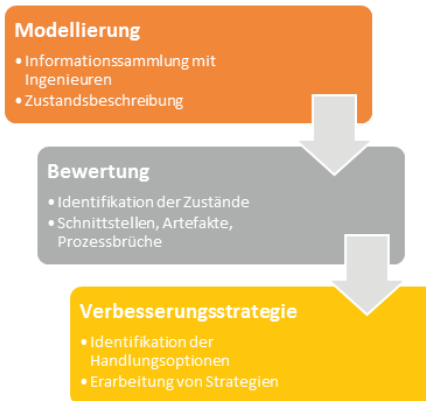 Modellierung
• Informationssammlung mit
Ingenieuren
• Zustandsbeschreibung
Bewertung
• Identifikation der Zustände
• Schnittstellen, Artefakte,
Prozessbrüche
Verbesserungsstrategie
• Identifikation der
Handlungsoptionen
• Erarbeitung von Strategien